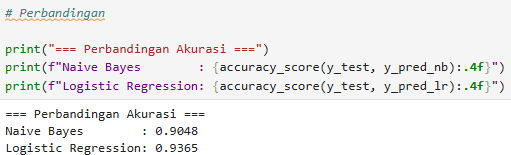 # Perbandingan
print("=== Perbandingan Akurasi ===")
print(f"Naive Bayes        : {accuracy_score(y_test, y_pred_nb):.4f}")
print(f"Logistic Regression: {accuracy_score(y_test, y_pred_lr):.4f}")
=== Perbandingan Akurasi ===
Naive Bayes        : 0.9048
Logistic Regression: 0.9365